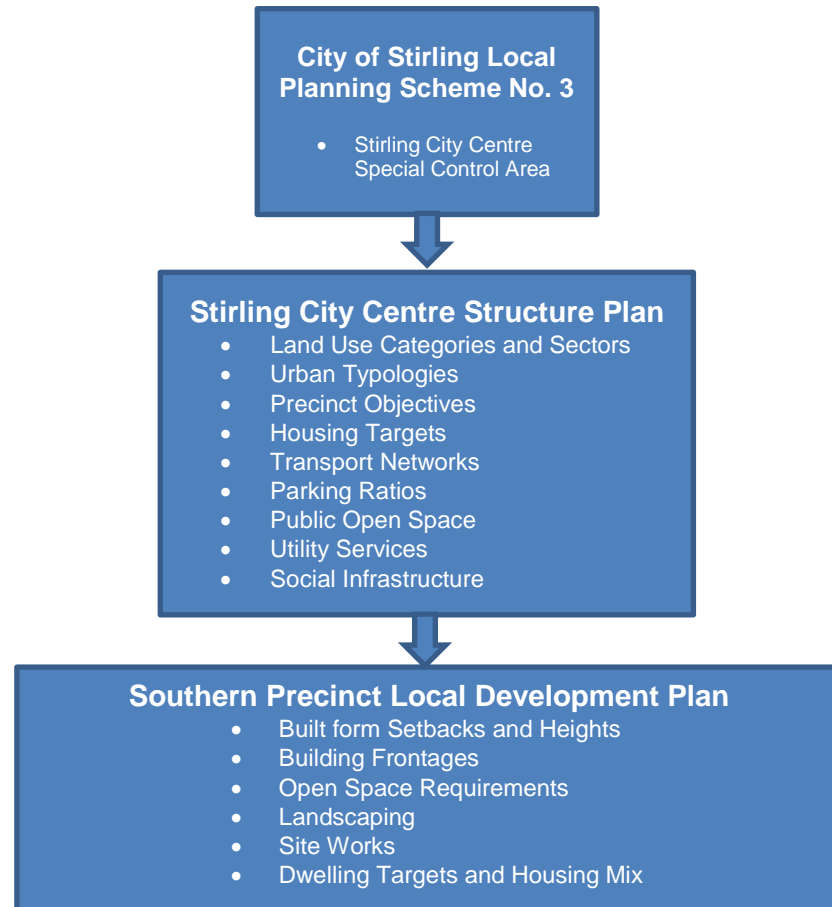 City of Stirling Local
Planning Scheme No. 3
• Stirling City Centre
Special Control Area
Stirling City Centre Structure Plan
• Land Use Categories and Sectors
• Urban Typologies
• Precinct Objectives
• Housing Targets
• Transport Networks
• Parking Ratios
• Public Open Space
• Utility Services
• Social Infrastructure
Southern Precinct Local Development Plan
• Built form Setbacks and Heights
• Building Frontages
• Open Space Requirements
• Landscaping
• Site Works
• Dwelling Targets and Housing Mix